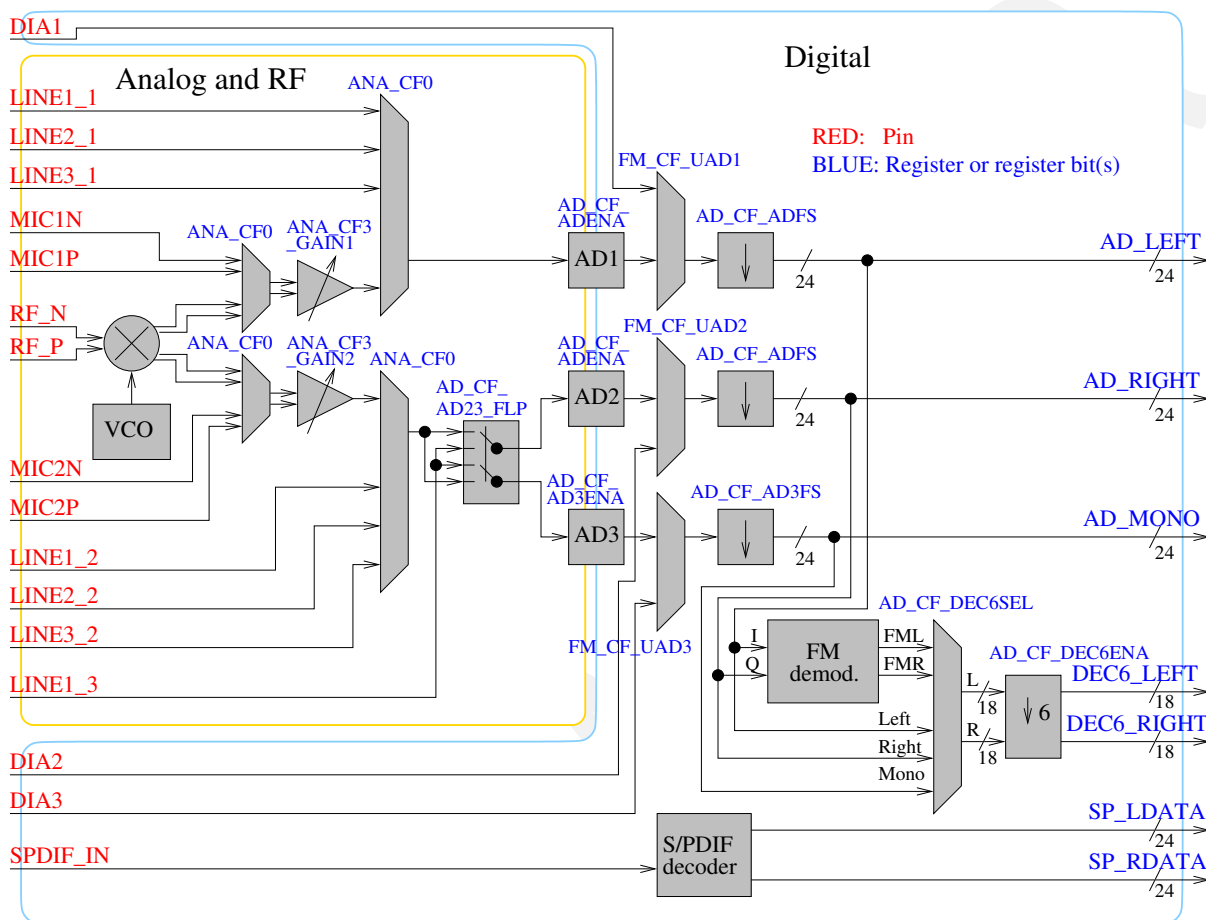 DIA1
Analog and RF
Digital
ANA_CF0
LINE1_1
LINE2_1
LINE3_1
RED: Pin
BLUE: Register or register bit(s)
FM_CF_UAD1
MIC1N
MIC1P
ANA_CF0
ANA_CF3
_GAIN1
AD_CF_
ADENA
AD1
AD_CF_ADFS
24
AD_LEFT
24
RF_N
RF_P
VCO
ANA_CF0
ANA_CF3
_GAIN2
ANA_CF0
AD_CF_
AD23_FLP
AD_CF_
ADENA
AD2
FM_CF_UAD2
AD_CF_ADFS
24
AD_RIGHT
24
MIC2N
MIC2P
AD_CF_
AD3ENA
AD3
AD_CF_AD3FS
24
AD_MONO
24
LINE1_2
LINE2_2
LINE3_2
LINE1_3
FM_CF_UAD3
AD_CF_DEC6SEL
I
Q
FM
demod.
FML
FMR
Left
Right
Mono
L
18
R
18
AD_CF_DEC6ENA
6
DEC6_LEFT
18
DEC6_RIGHT
18
DIA2
DIA3
SPDIF_IN
S/PDIF
decoder
SP_LDATA
24
SP_RDATA
24